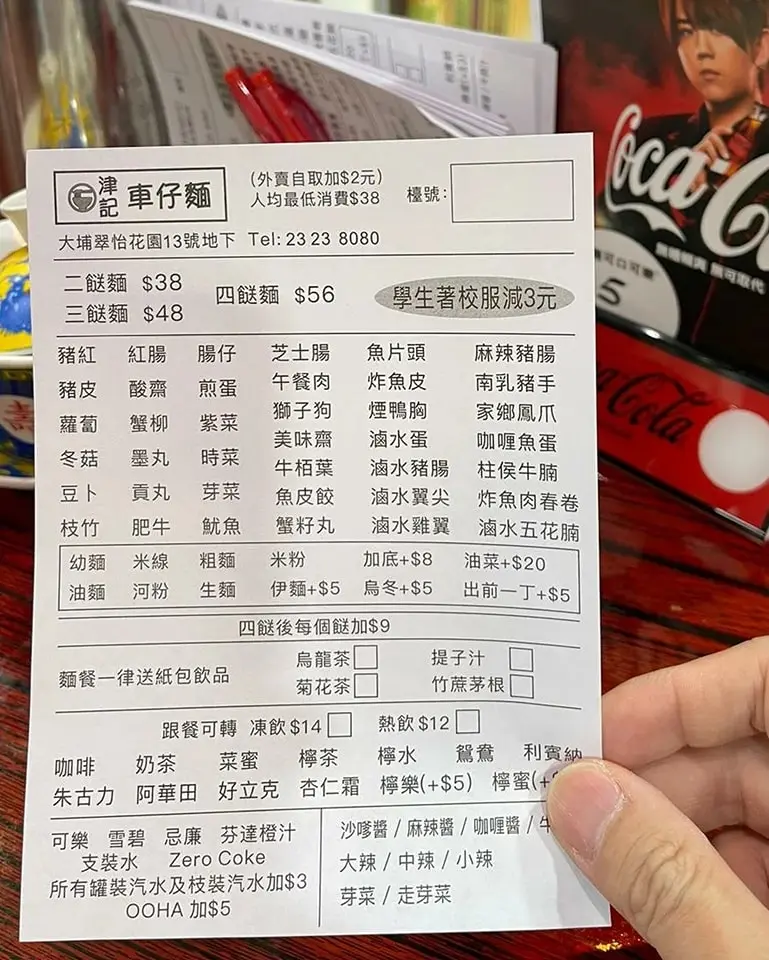 津記 車仔麵
(外賣自取加$2元)
人均最低消費$38
檯號:
大埔翠怡花園13號地下 Tel: 23 23 8080
二餸麵 $38
三餸麵 $48
四餸麵 $56
學生著校服減3元
豬紅 紅腸 腸仔 芝士腸 魚片頭 麻辣豬腸
豬皮 酸齋 煎蛋 午餐肉 炸魚皮 南乳豬手
蘿蔔 蟹柳 紫菜 獅子狗 煙鴨胸 家鄉鳳爪
冬菇 墨丸 時菜 美味齋 滷水蛋 咖喱魚蛋
豆卜 貢丸 芽菜 牛栢葉 滷水豬腸 柱侯牛腩
枝竹 肥牛 魷魚 魚皮餃 滷水翼尖 炸魚肉春卷
蟹籽丸 滷水雞翼 滷水五花腩
幼麵 米線 粗麵 米粉 加底+$8 油菜+$20
油麵 河粉 生麵 伊麵+$5 烏冬+$5 出前一丁+$5
四餸後每個餸加$9
麵餐一律送紙包飲品
烏龍茶 提子汁
菊花茶 竹蔗茅根
跟餐可轉 凍飲$14 熱飲$12
咖啡 奶茶 菜蜜 檸茶 檸水 鴛鴦 利賓納
朱古力 阿華田 好立克 杏仁霜 檸樂(+$5) 檸蜜(+
可樂 雪碧 忌廉 芬達橙汁
支裝水 Zero Coke
所有罐裝汽水及枝裝汽水加$3
OOHA 加$5
沙嗲醬 / 麻辣醬 / 咖喱醬 /
大辣 / 中辣 / 小辣
芽菜 / 走芽菜
Coca-Co
可口可樂
5
Coca-Cola